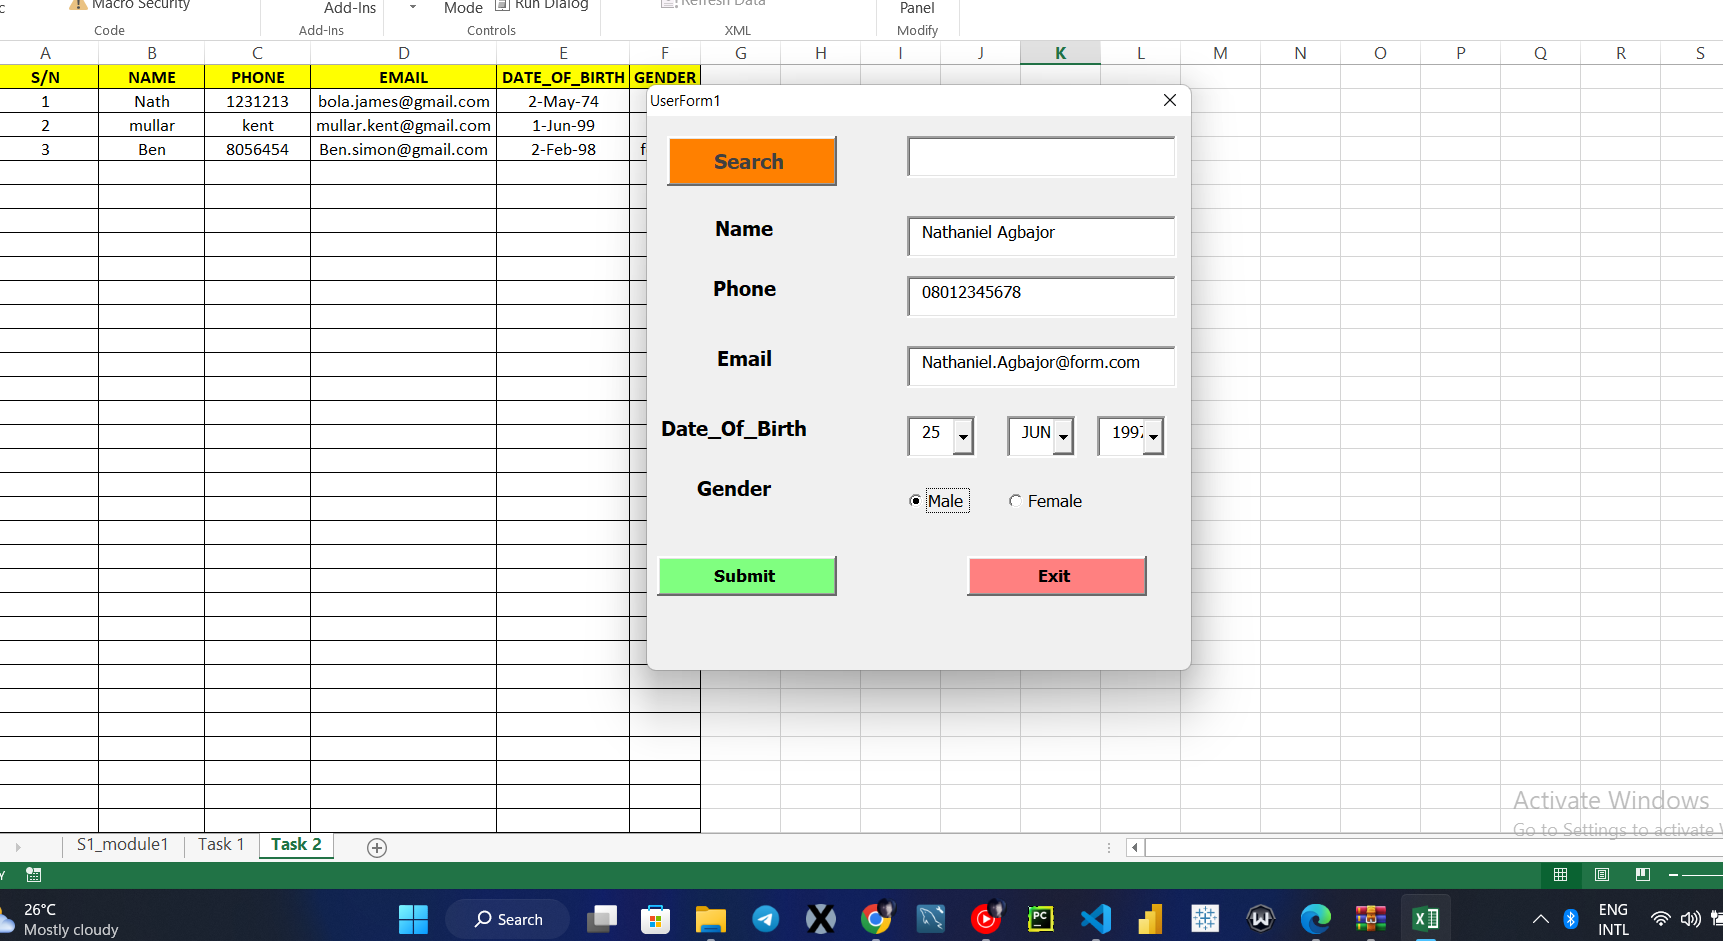 Macro Security
Add-Ins
Mode
Run Dialog
Refresh Data
Panel
Code
Add-Ins
Controls
XML
Modify
A B C D E F G H I J K L M N O P Q R S
S/N NAME PHONE EMAIL DATE_OF_BIRTH GENDER
1 Nath 1231213 bola.james@gmail.com 2-May-74
2 mullar kent mullar.kent@gmail.com 1-Jun-99
3 Ben 8056454 Ben.simon@gmail.com 2-Feb-98 f
UserForm1
Search
Name Nathaniel Agbajor
Phone 08012345678
Email Nathaniel.Agbajor@form.com
Date_Of_Birth 25 JUN 1997
Gender Male Female
Submit Exit
Activate Windows
Go to Settings to activate
S1_module1 Task 1 Task 2
26°C
Mostly cloudy
Search
PC
ENG
INTL